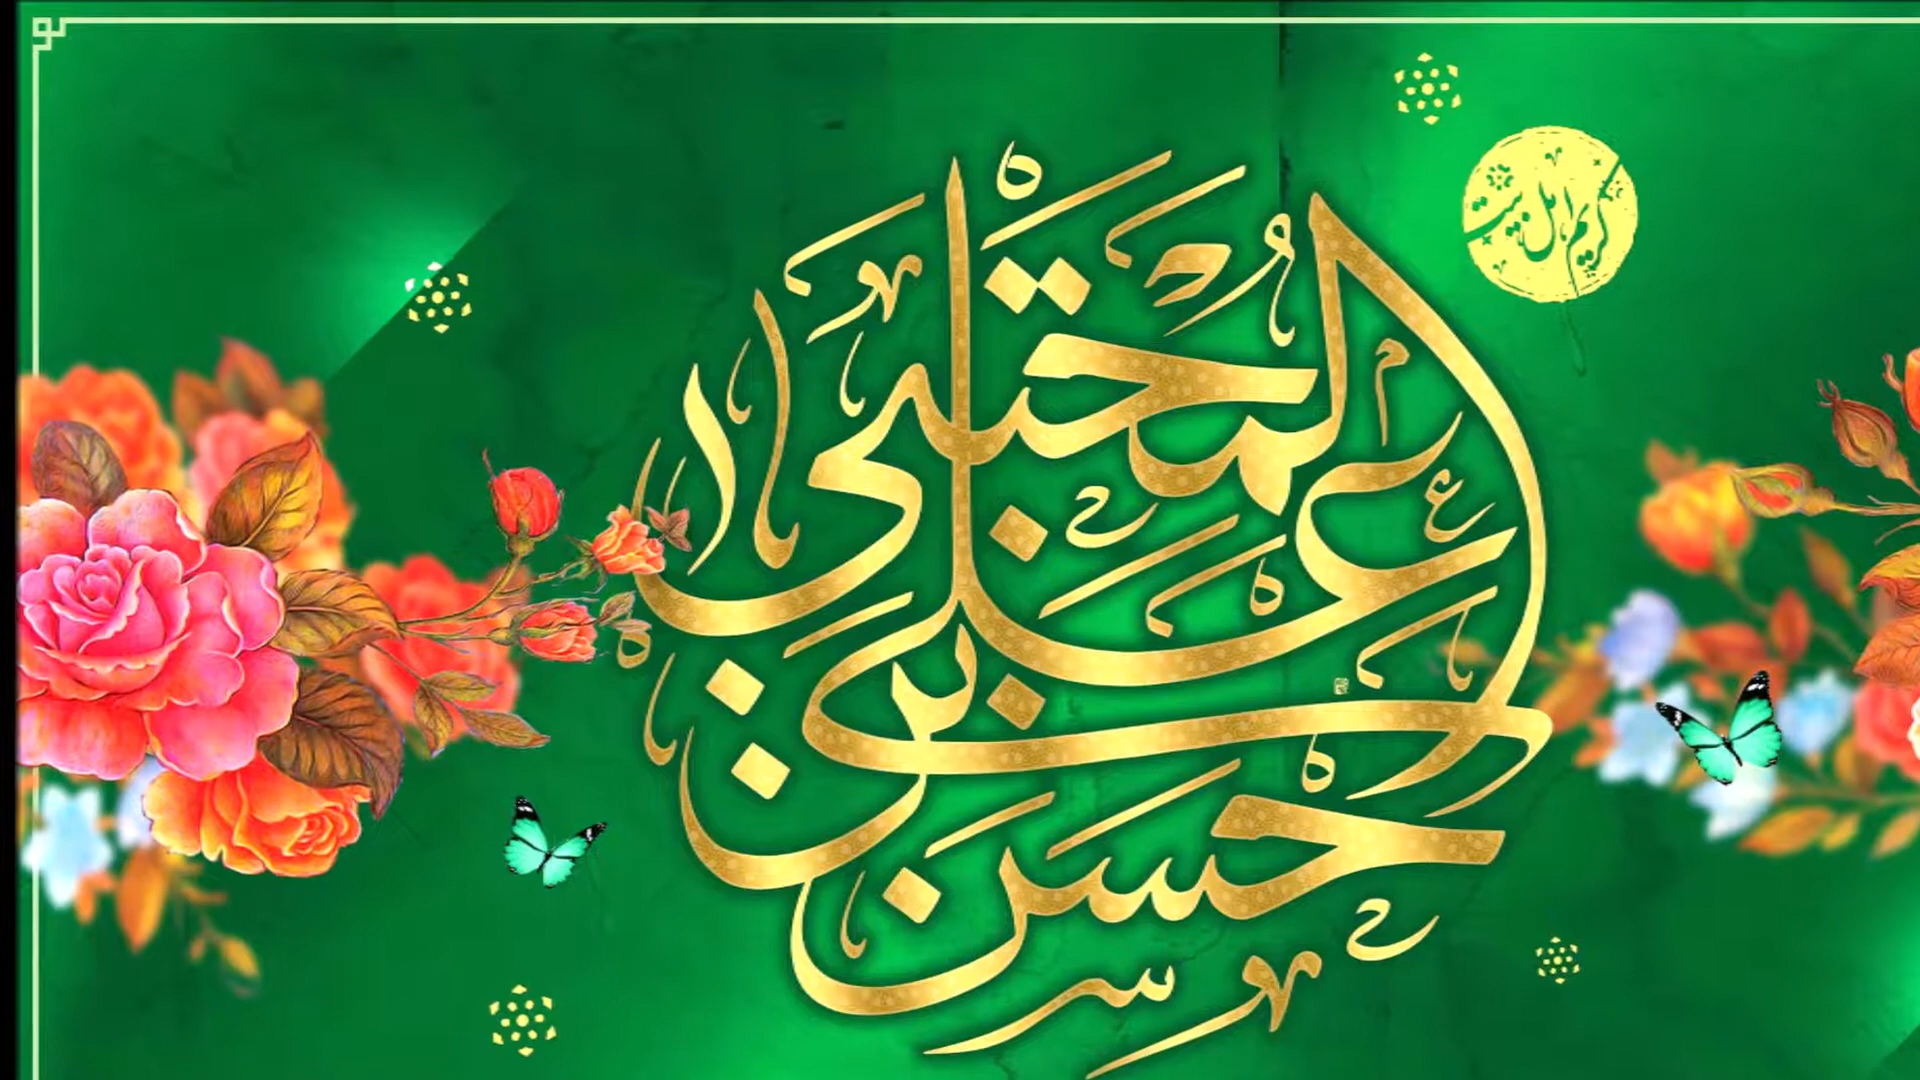 حسن بن علی المجتبی
کریم اهل بیت